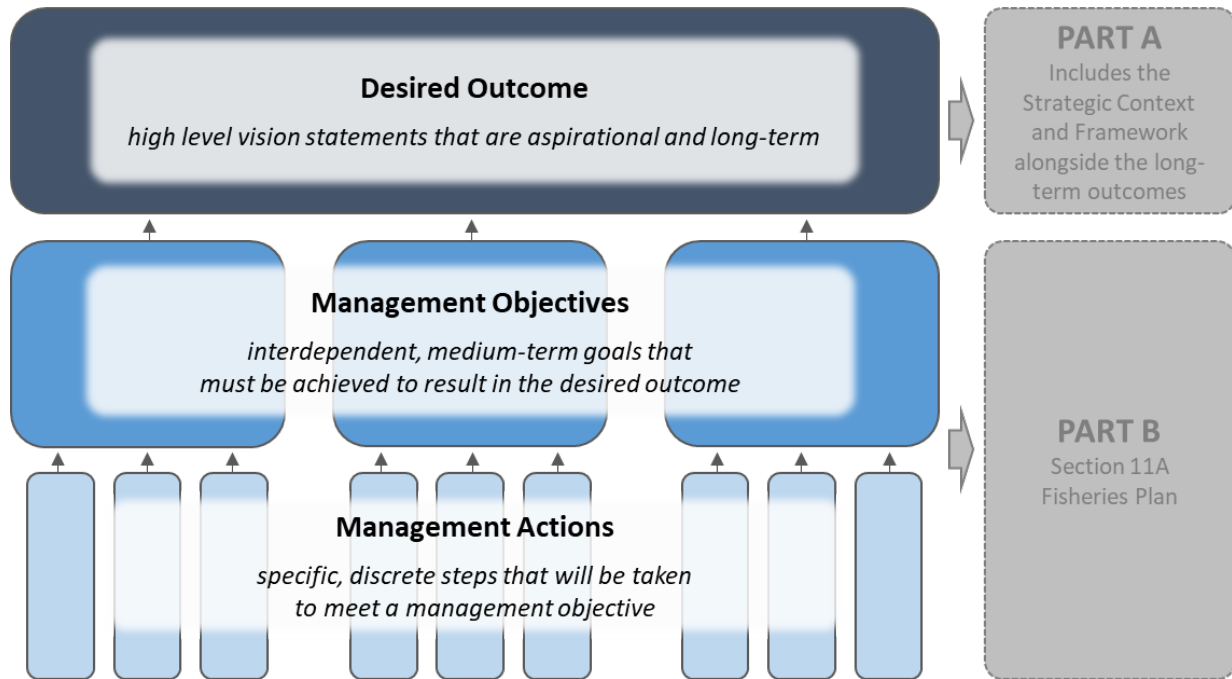 Desired Outcome
high level vision statements that are aspirational and long-term
PART A
Includes the
Strategic Context
and Framework
alongside the long-
term outcomes
Management Objectives
interdependent, medium-term goals that
must be achieved to result in the desired outcome
Management Actions
specific, discrete steps that will be taken
to meet a management objective
PART B
Section 11A
Fisheries Plan